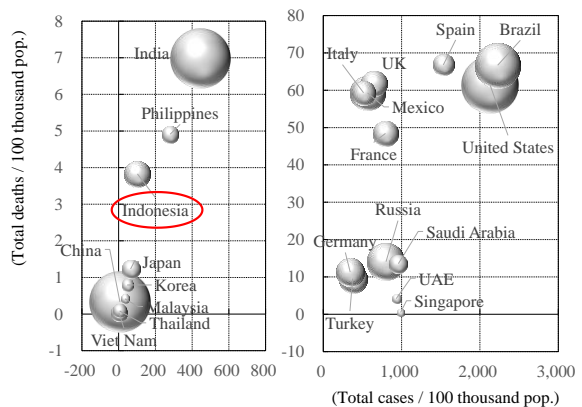 (Total deaths / 100 thousand pop.)
8
7
6
5
4
3
2
1
0
-1
-200 0 200 400 600 800
India
Philippines
Indonesia
China
Japan
Korea
Malaysia
Thailand
Viet Nam
80
70
60
50
40
30
20
10
0
-10
0 1,000 2,000 3,000
Spain
Brazil
Italy
UK
Mexico
United States
France
Russia
Saudi Arabia
Germany
UAE
Singapore
Turkey
(Total cases / 100 thousand pop.)